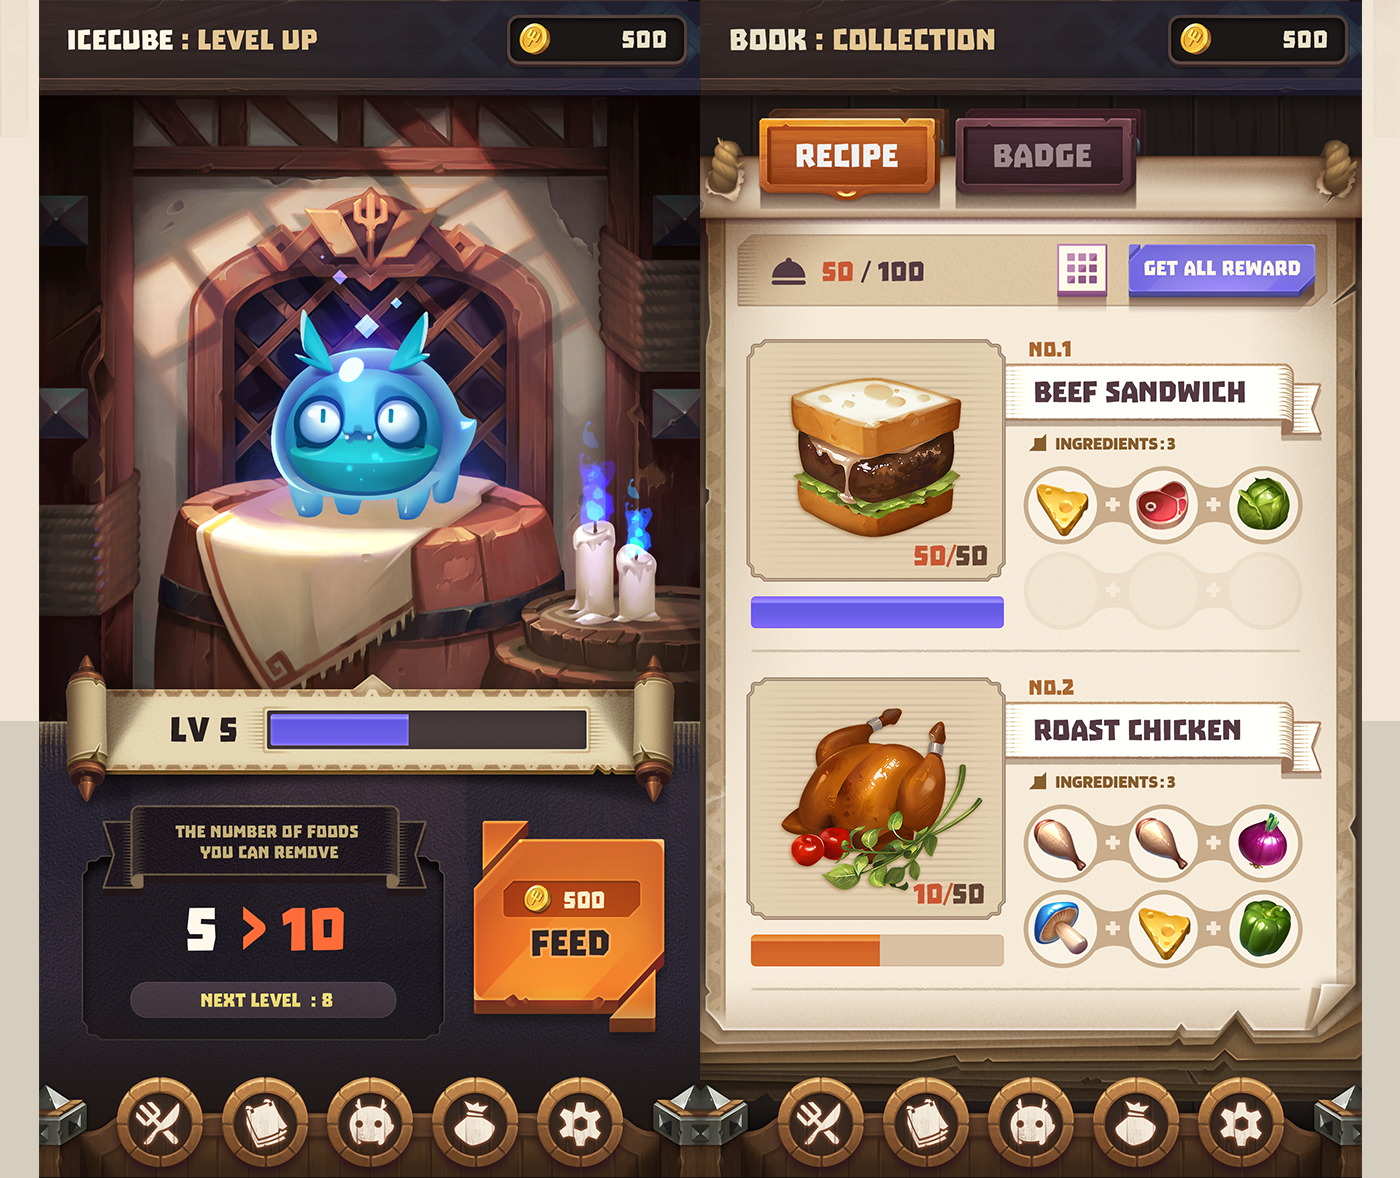 ICECUBE : LEVEL UP
500
LV 5
THE NUMBER OF FOODS
YOU CAN REMOVE
5 > 10
NEXT LEVEL : 8
500
FEED
BOOK : COLLECTION
500
RECIPE
BADGE
50 / 100
GET ALL REWARD
NO.1
BEEF SANDWICH
INGREDIENTS:3
50/50
NO.2
ROAST CHICKEN
INGREDIENTS:3
10/50